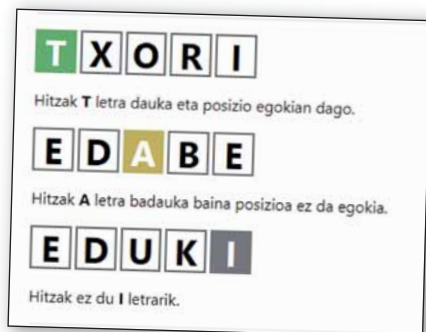 TXORI
Hitzak T letra dauka eta posizio egokian dago.
EDABE
Hitzak A letra badauka baina posizioa ez da egokia.
EDUKI
Hitzak ez du I letrarik.